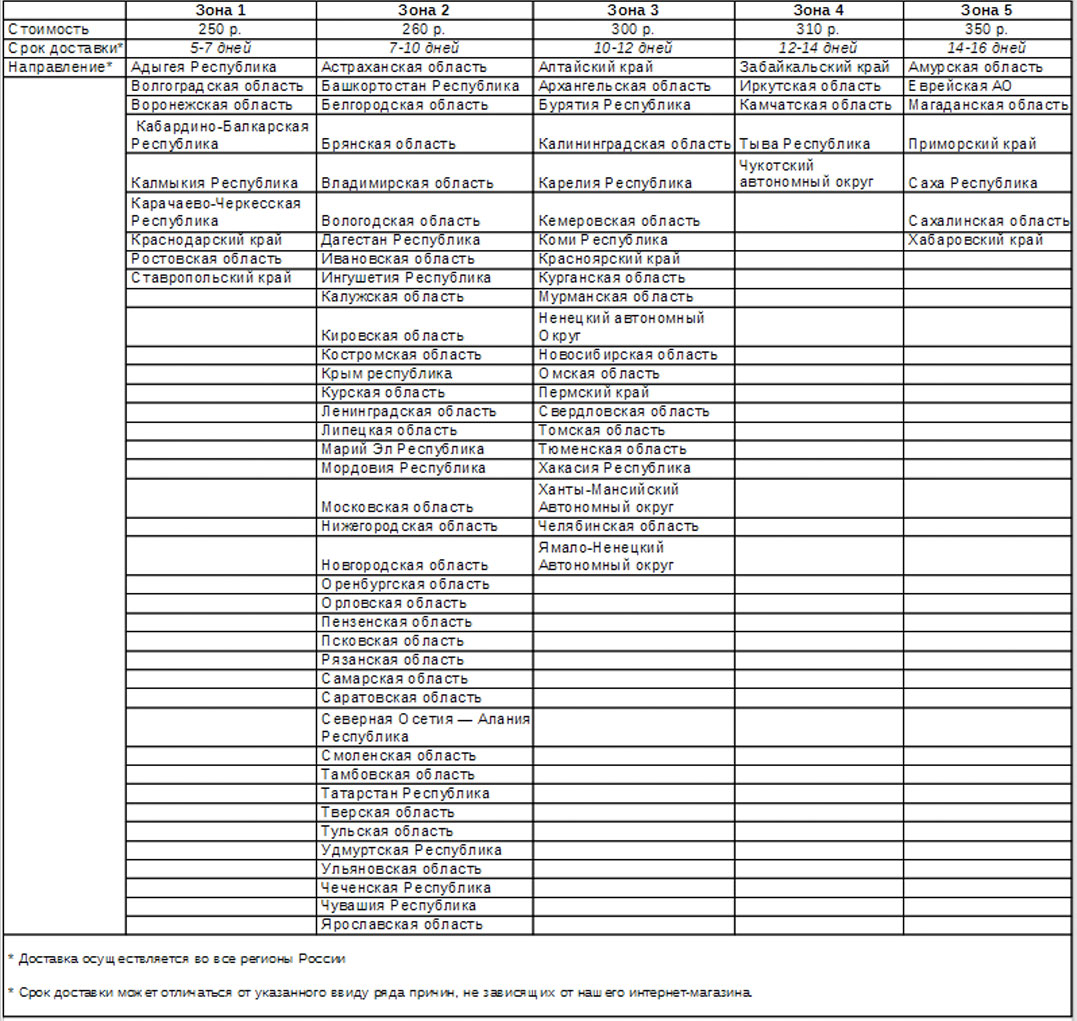 Зона 1 Зона 2 Зона 3 Зона 4 Зона 5
Стоимость 250 р. 260 р. 300 р. 310 р. 350 р.
Срок доставки* 5-7 дней 7-10 дней 10-12 дней 12-14 дней 14-16 дней
Направление* Адыгея Республика Астраханская область Алтайский край Забайкальский край Амурская область
Волгоградская область Башкортостан Республика Архангельская область Иркутская область Еврейская АО
Воронежская область Белгородская область Бурятия Республика Камчатская область Магаданская область
Кабардино-Балкарская
Республика Брянская область Калининградская область Тыва Республика Приморский край
Чукотский
Калмыкия Республика Владимирская область Карелия Республика автономный округ Саха Республика
Карачаево-Черкесская
Республика Вологодская область Кемеровская область Сахалинская область
Краснодарский край Дагестан Республика Коми Республика Хабаровский край
Ростовская область Ивановская область Красноярский край
Ставропольский край Ингушетия Республика Курганская область
Калужская область Мурманская область
Ненецкий автономный
Кировская область Округ
Костромская область Новосибирская область
Крым республика Омская область
Курская область Пермский край
Ленинградская область Свердловская область
Липецкая область Томская область
Марий Эл Республика Тюменская область
Мордовия Республика Хакасия Республика
Ханты-Мансийский
Московская область Автономный округ
Нижегородская область Челябинская область
Ямало-Ненецкий
Новгородская область Автономный округ
Оренбургская область
Орловская область
Пензенская область
Псковская область
Рязанская область
Самарская область
Саратовская область
Северная Осетия — Алания
Республика
Смоленская область
Тамбовская область
Татарстан Республика
Тверская область
Тульская область
Удмуртская Республика
Ульяновская область
Чеченская Республика
Чувашия Республика
Ярославская область
* Доставка осуществляется во все регионы России
* Срок доставки может отличаться от указанного ввиду ряда причин, не зависящих от нашего интернет-магазина.